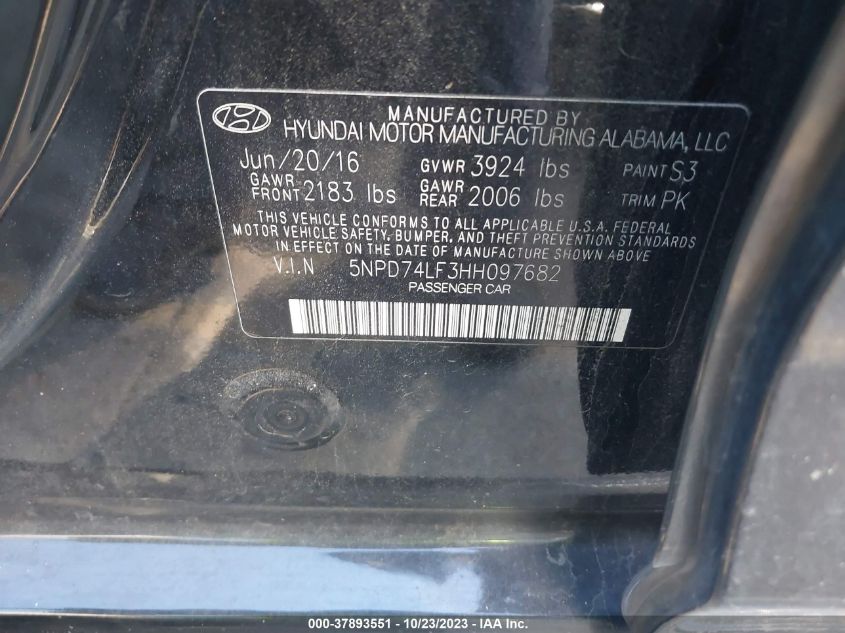 MANUFACTURED BY
HYUNDAI MOTOR MANUFACTURING ALABAMA, LLC
Jun/20/16 GVWR 3924 lbs PAINT S3
GAWR FRONT 2183 lbs GAWR REAR 2006 lbs TRIM PK
THIS VEHICLE CONFORMS TO ALL APPLICABLE U.S.A. FEDERAL
MOTOR VEHICLE SAFETY, BUMPER, AND THEFT PREVENTION STANDARDS
IN EFFECT ON THE DATE OF MANUFACTURE SHOWN ABOVE
V.I.N 5NPD74LF3HH097682
PASSENGER CAR
000-37893551 - 10/23/2023 - IAA Inc.